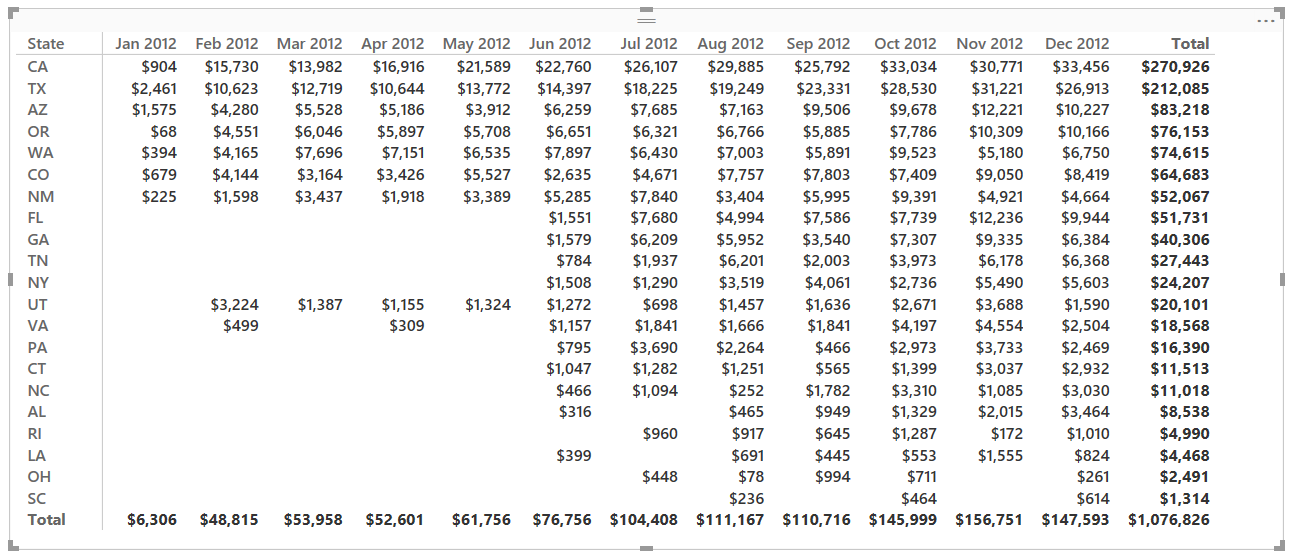 State Jan 2012 Feb 2012 Mar 2012 Apr 2012 May 2012 Jun 2012 Jul 2012 Aug 2012 Sep 2012 Oct 2012 Nov 2012 Dec 2012 Total
CA $904 $15,730 $13,982 $16,916 $21,589 $22,760 $26,107 $29,885 $25,792 $33,034 $30,771 $33,456 $270,926
TX $2,461 $10,623 $12,719 $10,644 $13,772 $14,397 $18,225 $19,249 $23,331 $28,530 $31,221 $26,913 $212,085
AZ $1,575 $4,280 $5,528 $5,186 $3,912 $6,259 $7,685 $7,163 $9,506 $9,678 $12,221 $10,227 $83,218
OR $68 $4,551 $6,046 $5,897 $5,708 $6,651 $6,321 $6,766 $5,885 $7,786 $10,309 $10,166 $76,153
WA $394 $4,165 $7,696 $7,151 $6,535 $7,897 $6,430 $7,003 $5,891 $9,523 $5,180 $6,750 $74,615
CO $679 $4,144 $3,164 $3,426 $5,527 $2,635 $4,671 $7,757 $7,803 $7,409 $9,050 $8,419 $64,683
NM $225 $1,598 $3,437 $1,918 $3,389 $5,285 $7,840 $3,404 $5,995 $9,391 $4,921 $4,664 $52,067
FL $1,551 $7,680 $4,994 $7,586 $7,739 $12,236 $9,944 $51,731
GA $1,579 $6,209 $5,952 $3,540 $7,307 $9,335 $6,384 $40,306
TN $784 $1,937 $6,201 $2,003 $3,973 $6,178 $6,368 $27,443
NY $1,508 $1,290 $3,519 $4,061 $2,736 $5,490 $5,603 $24,207
UT $3,224 $1,387 $1,155 $1,324 $1,272 $698 $1,457 $1,636 $2,671 $3,688 $1,590 $20,101
VA $499 $309 $1,157 $1,841 $1,666 $1,841 $4,197 $4,554 $2,504 $18,568
PA $795 $3,690 $2,264 $466 $2,973 $3,733 $2,469 $16,390
CT $1,047 $1,282 $1,251 $565 $1,399 $3,037 $2,932 $11,513
NC $466 $1,094 $252 $1,782 $3,310 $1,085 $3,030 $11,018
AL $316 $465 $949 $1,329 $2,015 $3,464 $8,538
RI $960 $917 $645 $1,287 $172 $1,010 $4,990
LA $399 $691 $445 $553 $1,555 $824 $4,468
OH $448 $78 $994 $711 $261 $2,491
SC $236 $464 $614 $1,314
Total $6,306 $48,815 $53,958 $52,601 $61,756 $76,756 $104,408 $111,167 $110,716 $145,999 $156,751 $147,593 $1,076,826